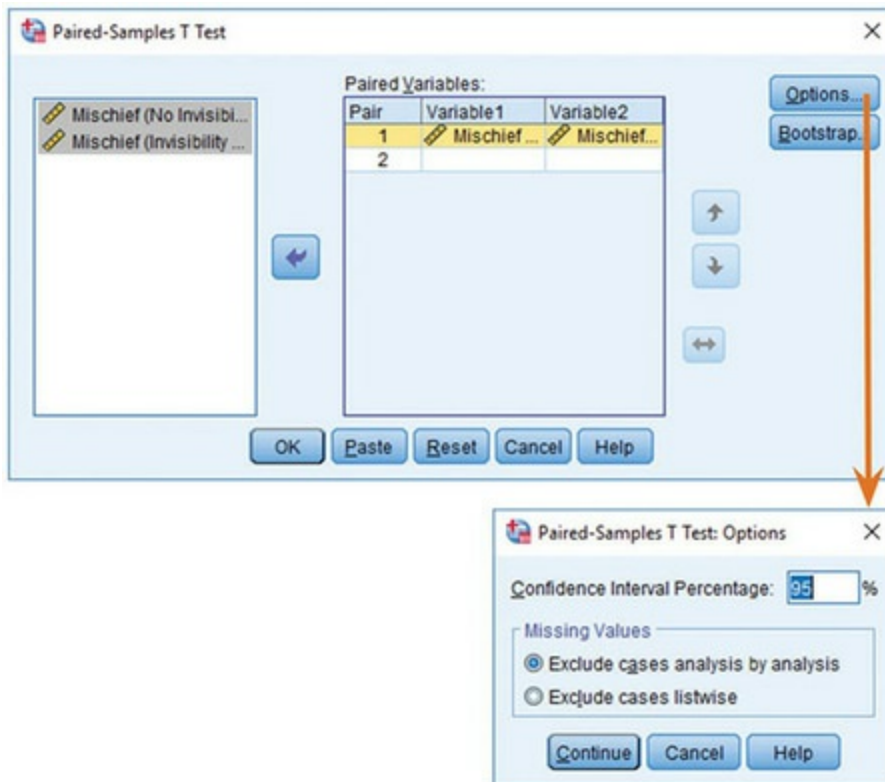 Paired-Samples T Test
Paired Variables:
Mischief (No Invisibi...
Mischief (Invisibility ...
Pair Variable1 Variable2
1 Mischief ... Mischief...
2
Options...
Bootstrap...
OK Paste Reset Cancel Help
Paired-Samples T Test: Options
Confidence Interval Percentage: 95 %
Missing Values
Exclude cases analysis by analysis
Exclude cases listwise
Continue Cancel Help